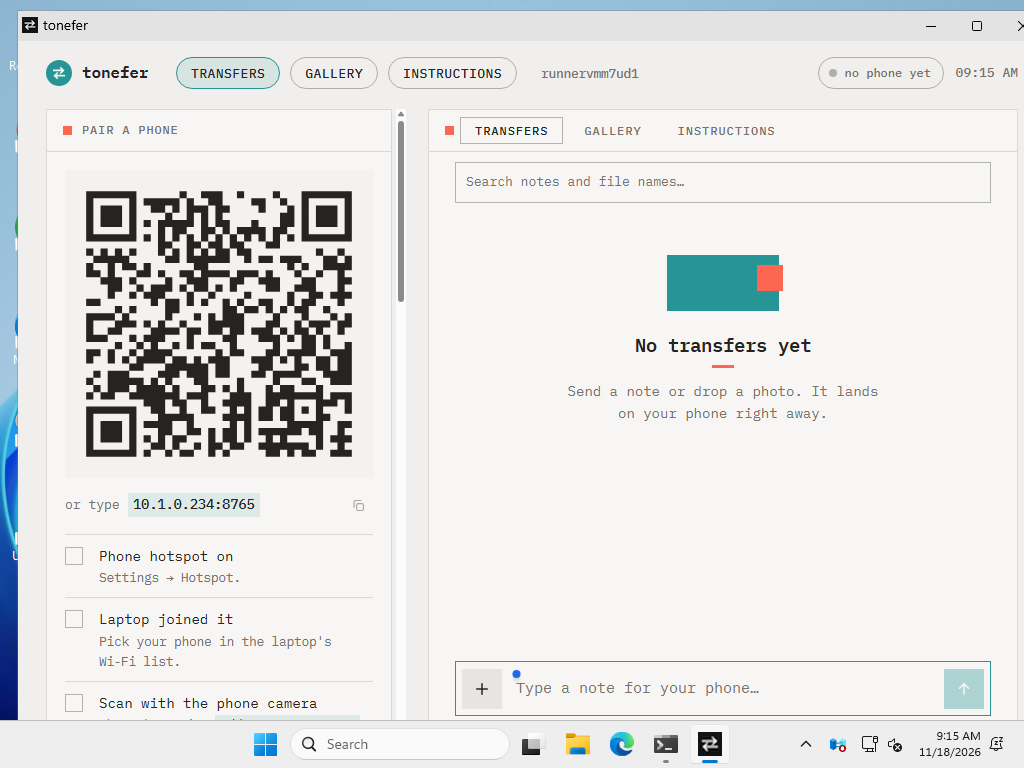 tonefer
tonefer
TRANSFERS
GALLERY
INSTRUCTIONS
runnervmm7ud1
no phone yet
09:15 AM
PAIR A PHONE
or type 10.1.0.234:8765
Phone hotspot on
Settings → Hotspot.
Laptop joined it
Pick your phone in the laptop's
Wi-Fi list.
Scan with the phone camera
TRANSFERS
GALLERY
INSTRUCTIONS
Search notes and file names…
No transfers yet
Send a note or drop a photo. It lands
on your phone right away.
Type a note for your phone…
Search
9:15 AM
11/18/2026